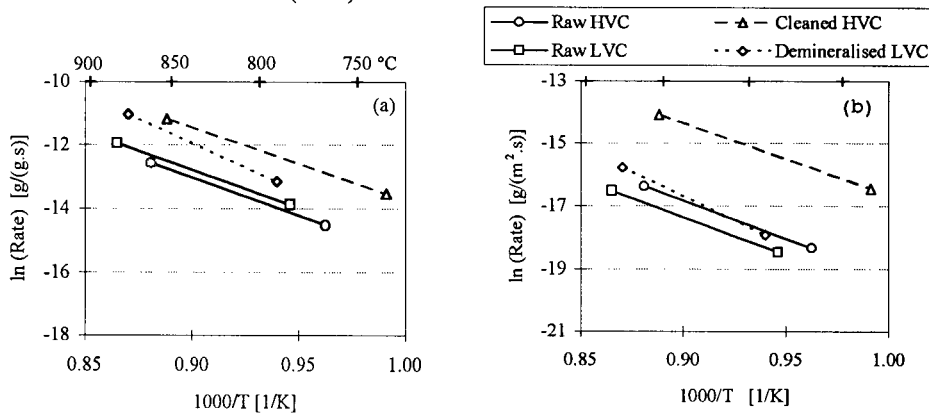 Raw HVC
Cleaned HVC
Raw LVC
Demineralised LVC
900 850 800 750 °C
-10
-12
-14
-16
-18
(a)
ln (Rate) [g/(g.s)]
0.85 0.90 0.95 1.00
1000/T [1/K]
-13
-15
-17
-19
-21
(b)
ln (Rate) [g/(m².s)]
0.85 0.90 0.95 1.00
1000/T [1/K]